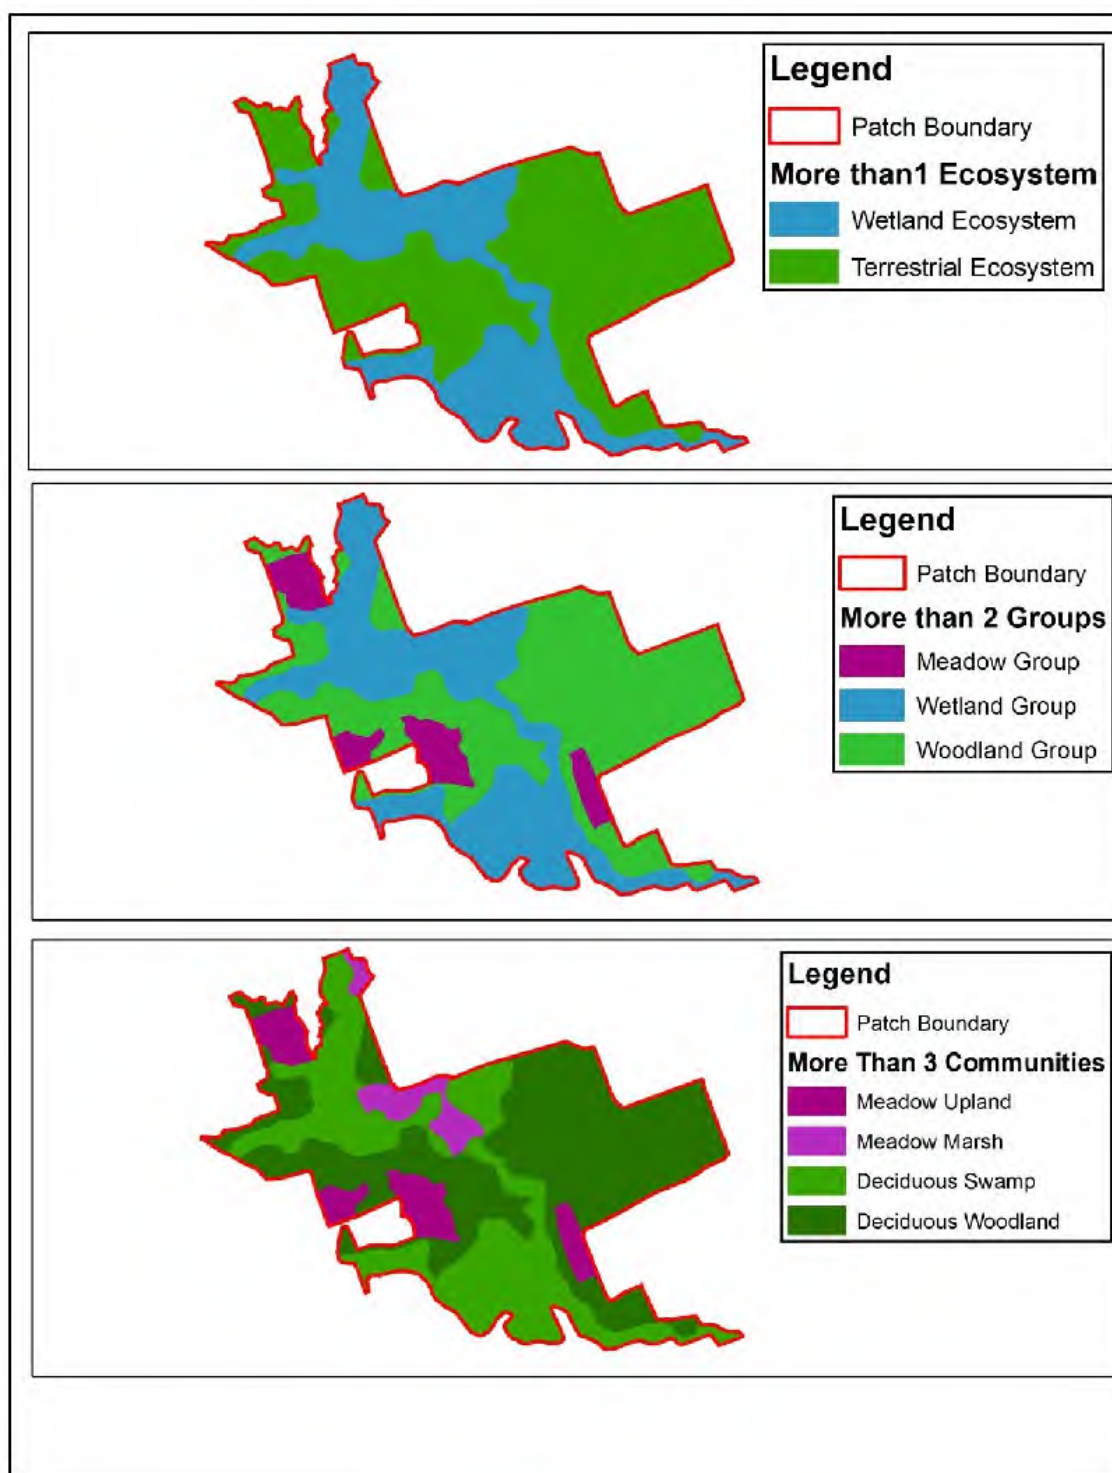 Legend
Patch Boundary
More than1 Ecosystem
Wetland Ecosystem
Terrestrial Ecosystem
Legend
Patch Boundary
More than 2 Groups
Meadow Group
Wetland Group
Woodland Group
Legend
Patch Boundary
More Than 3 Communities
Meadow Upland
Meadow Marsh
Deciduous Swamp
Deciduous Woodland